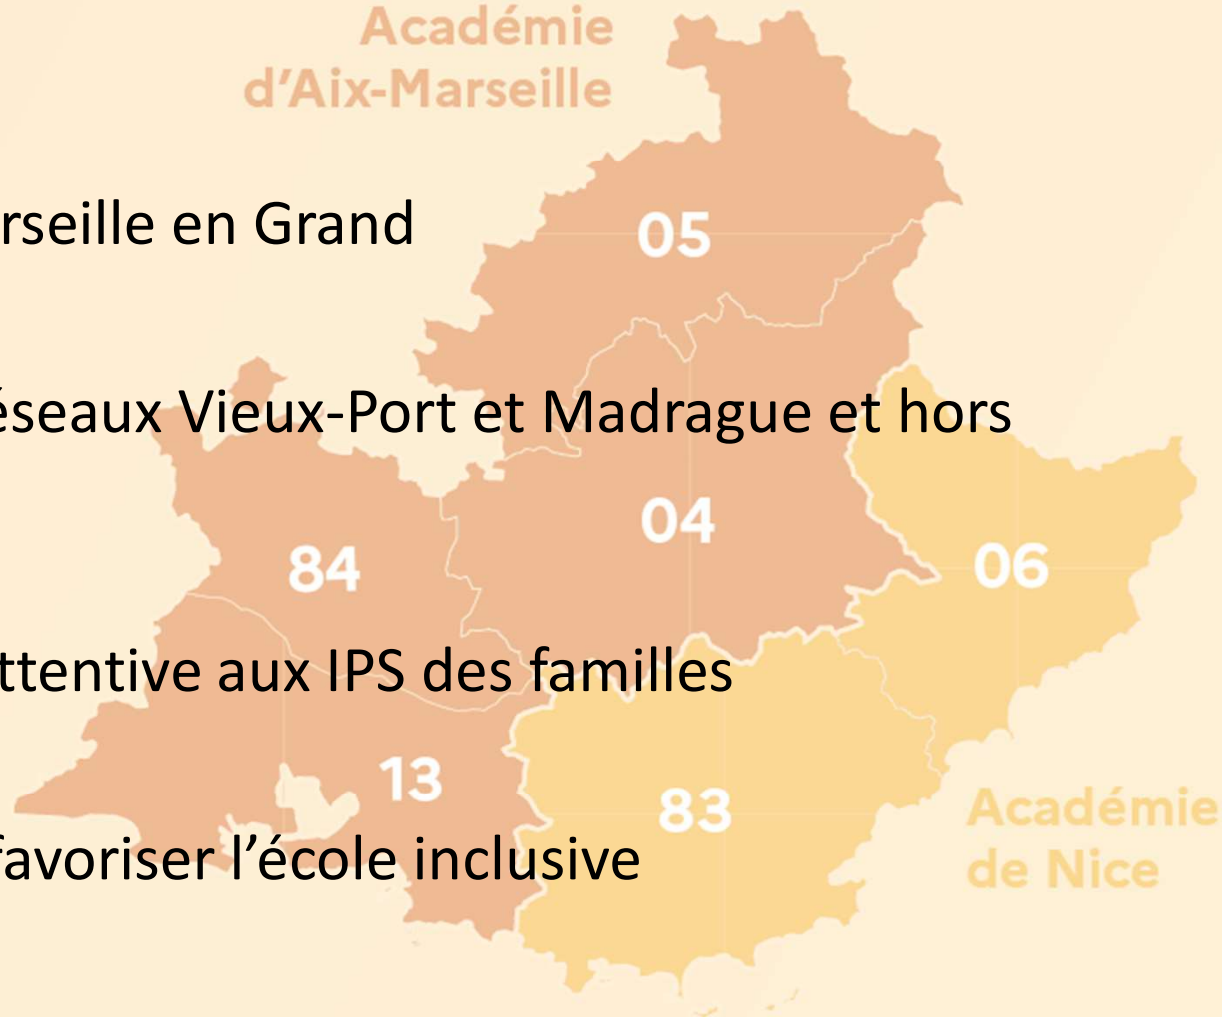 Académie
d'Aix-Marseille
rseille en Grand
05
éseaux Vieux-Port et Madrague et hors
04
84
06
ttentive aux IPS des familles
13
83
Académie
de Nice
favoriser l'école inclusive